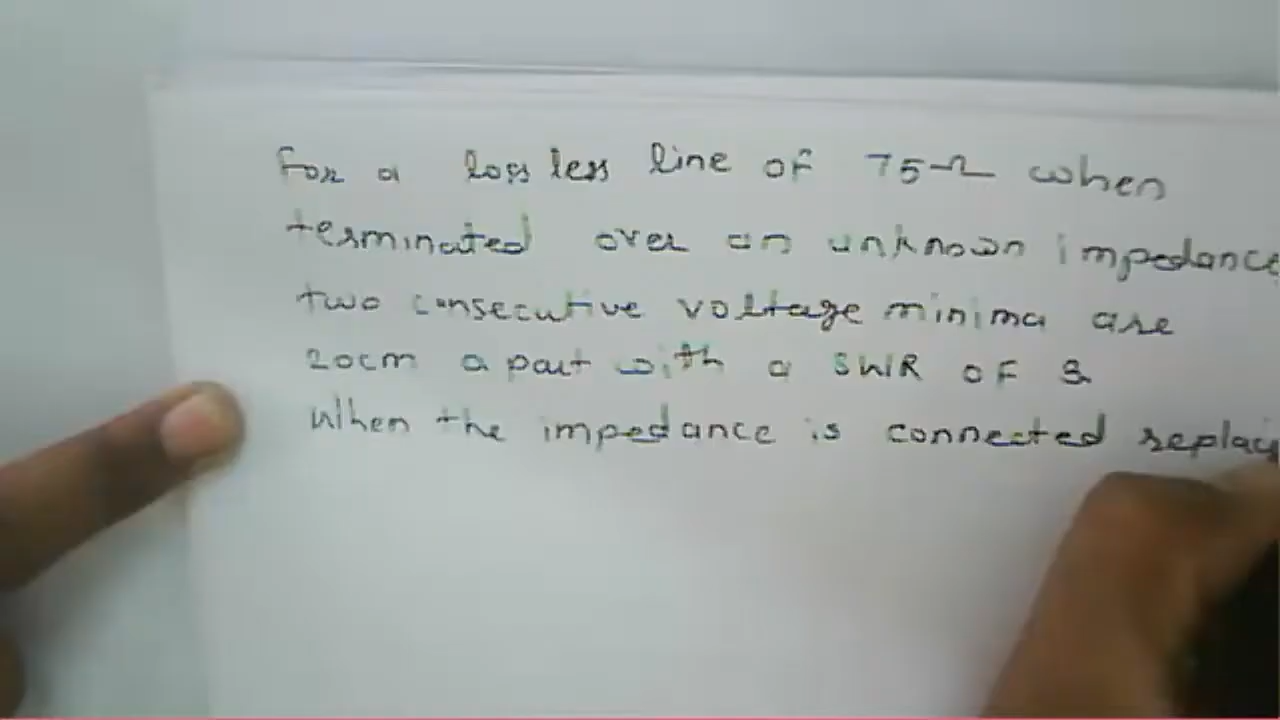 For a lossless line of 75Ω when
terminated over an unknown impedance
two consecutive voltage minima are
20cm apart with a SWR of 3
When the impedance is connected replac